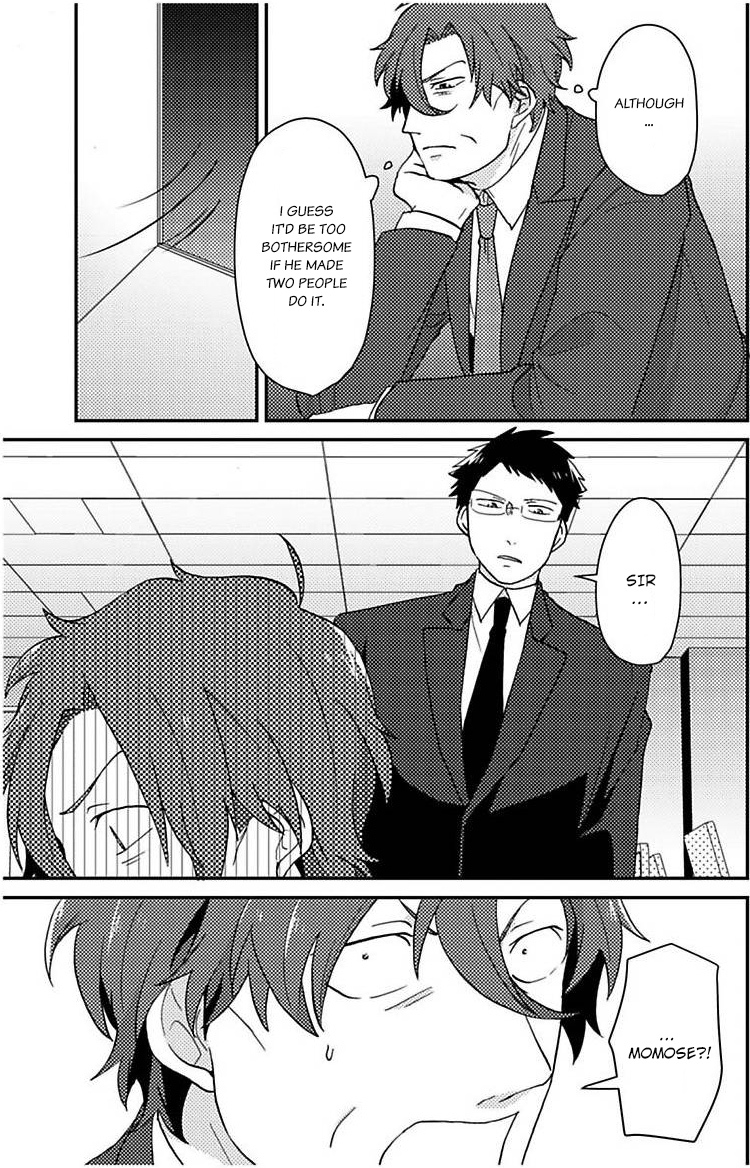 ALTHOUGH
...
I GUESS
IT'D BE TOO
BOTHERSOME
IF HE MADE
TWO PEOPLE
DO IT.
SIR
...
...
MOMOSE?!